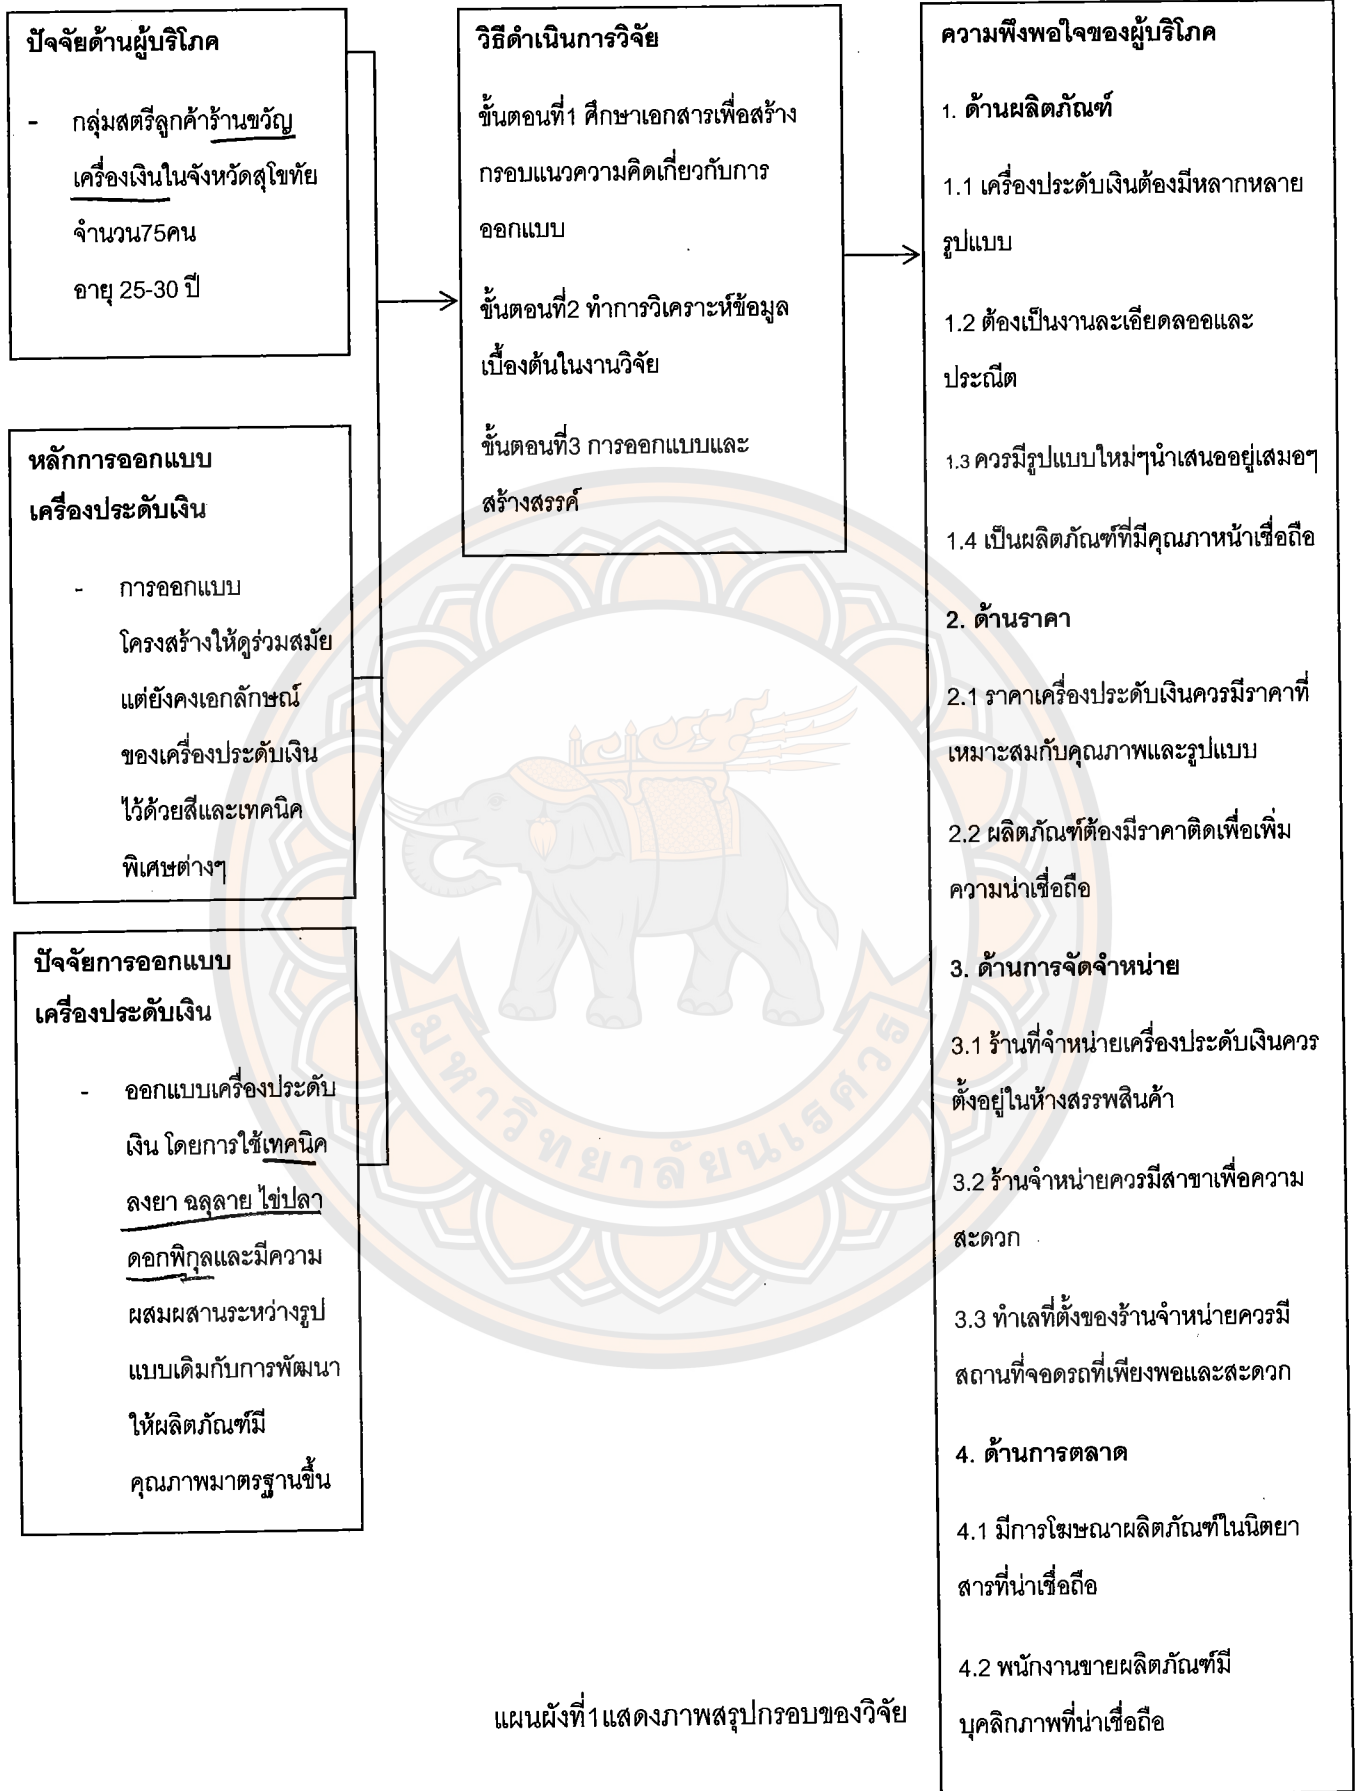 ปัจจัยด้านผู้บริโภค
- กลุ่มสตรีลูกค้าร้านขวัญ
เครื่องเงินในจังหวัดสุโขทัย
จำนวน75คน
อายุ 25-30 ปี
หลักการออกแบบ
เครื่องประดับเงิน
- การออกแบบ
โครงสร้างให้ดูร่วมสมัย
แต่ยังคงเอกลักษณ์
ของเครื่องประดับเงิน
ไว้ด้วยสีและเทคนิค
พิเศษต่างๆ
ปัจจัยการออกแบบ
เครื่องประดับเงิน
- ออกแบบเครื่องประดับ
เงิน โดยการใช้เทคนิค
ลงยา ฉลุลาย ไข่ปลา
ดอกพิกุลและมีความ
ผสมผสานระหว่างรูป
แบบเดิมกับการพัฒนา
ให้ผลิตภัณฑ์มี
คุณภาพมาตรฐานขึ้น
วิธีดำเนินการวิจัย
ขั้นตอนที่1 ศึกษาเอกสารเพื่อสร้าง
กรอบแนวความคิดเกี่ยวกับการ
ออกแบบ
ขั้นตอนที่2 ทำการวิเคราะห์ข้อมูล
เบื้องต้นในงานวิจัย
ขั้นตอนที่3 การออกแบบและ
สร้างสรรค์
ความพึงพอใจของผู้บริโภค
1. ด้านผลิตภัณฑ์
1.1 เครื่องประดับเงินต้องมีหลากหลาย
รูปแบบ
1.2 ต้องเป็นงานละเอียดลออและ
ประณีต
1.3 ควรมีรูปแบบใหม่ๆนำเสนออยู่เสมอๆ
1.4 เป็นผลิตภัณฑ์ที่มีคุณภาหน้าเชื่อถือ
2. ด้านราคา
2.1 ราคาเครื่องประดับเงินควรมีราคาที่
เหมาะสมกับคุณภาพและรูปแบบ
2.2 ผลิตภัณฑ์ต้องมีราคาติดเพื่อเพิ่ม
ความน่าเชื่อถือ
3. ด้านการจัดจำหน่าย
3.1 ร้านที่จำหน่ายเครื่องประดับเงินควร
ตั้งอยู่ในห้างสรรพสินค้า
3.2 ร้านจำหน่ายควรมีสาขาเพื่อความ
สะดวก
3.3 ทำเลที่ตั้งของร้านจำหน่ายควรมี
สถานที่จอดรถที่เพียงพอและสะดวก
4. ด้านการตลาด
4.1 มีการโฆษณาผลิตภัณฑ์ในนิตยา
สารที่น่าเชื่อถือ
4.2 พนักงานขายผลิตภัณฑ์มี
บุคลิกภาพที่น่าเชื่อถือ
มหาวิทยาลัยนเรศวร
แผนผังที่1แสดงภาพสรุปกรอบของวิจัย